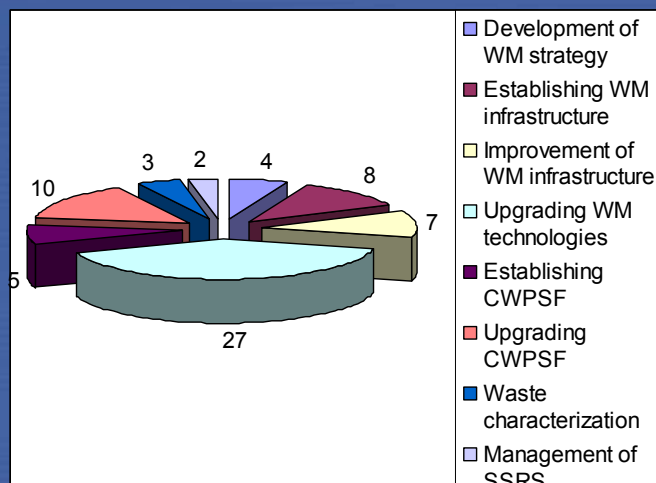 3
2
4
8
10
7
5
27
Development of
WM strategy
Establishing WM
infrastructure
Improvement of
WM infrastructure
Upgrading WM
technologies
Establishing
CWPSF
Upgrading
CWPSF
Waste
characterization
Management of
SSRS